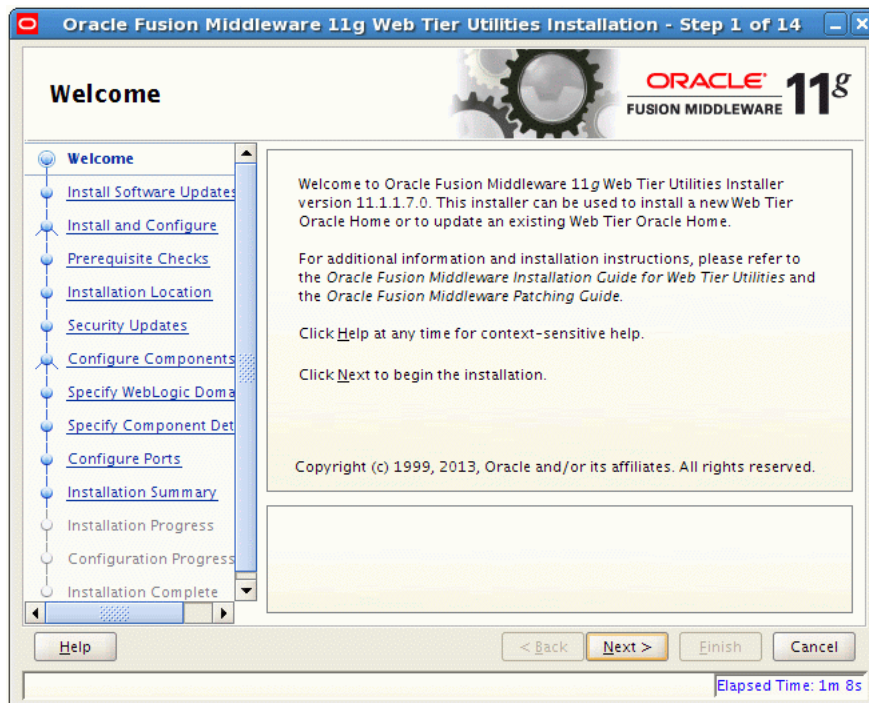 Oracle Fusion Middleware 11g Web Tier Utilities Installation - Step 1 of 14
Welcome
ORACLE
FUSION MIDDLEWARE 11g
Welcome
Install Software Updates
Install and Configure
Prerequisite Checks
Installation Location
Security Updates
Configure Components
Specify WebLogic Doma
Specify Component Det
Configure Ports
Installation Summary
Installation Progress
Configuration Progress
Installation Complete
Welcome to Oracle Fusion Middleware 11g Web Tier Utilities Installer
version 11.1.1.7.0. This installer can be used to install a new Web Tier
Oracle Home or to update an existing Web Tier Oracle Home.
For additional information and installation instructions, please refer to
the Oracle Fusion Middleware Installation Guide for Web Tier Utilities and
the Oracle Fusion Middleware Patching Guide.
Click Help at any time for context-sensitive help.
Click Next to begin the installation.
Copyright (c) 1999, 2013, Oracle and/or its affiliates. All rights reserved.
Help
< Back
Next >
Finish
Cancel
Elapsed Time: 1m 8s